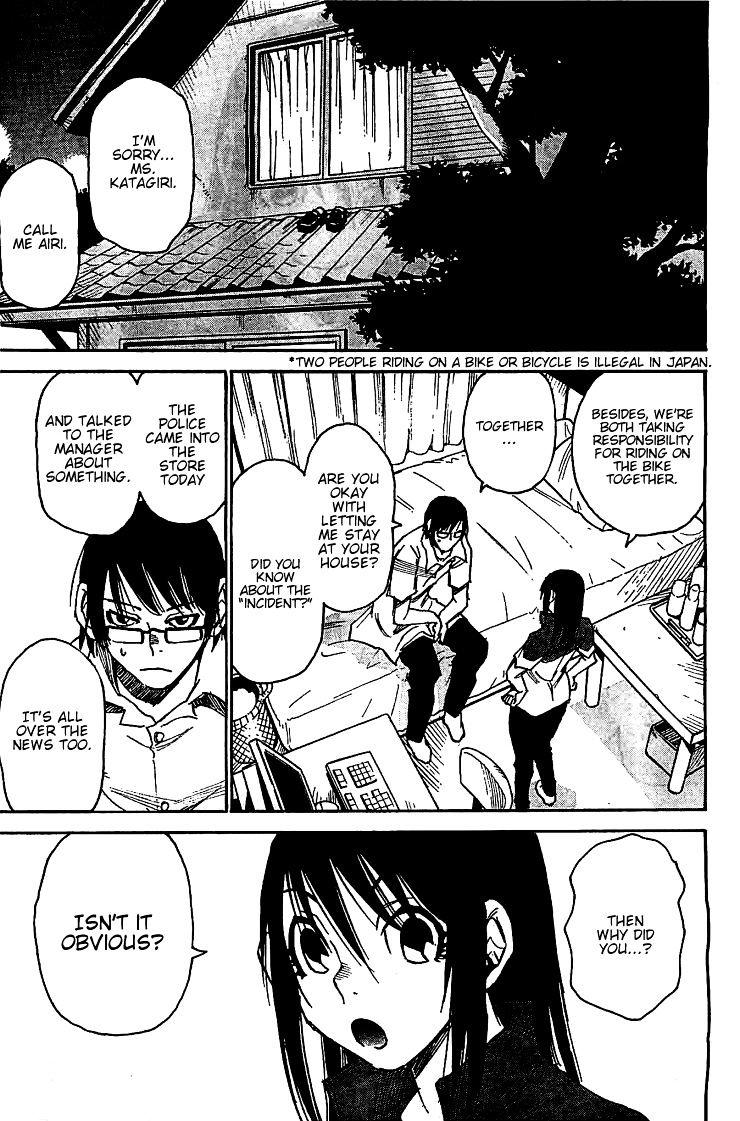 I'M
SORRY...
MS.
KATAGIRI.
CALL
ME AIRI.
*TWO PEOPLE RIDING ON A BIKE OR BICYCLE IS ILLEGAL IN JAPAN.
BESIDES, WE'RE
BOTH TAKING
RESPONSIBILITY
FOR RIDING ON
THE BIKE
TOGETHER.
TOGETHER
...
ARE YOU
OKAY
WITH
LETTING
ME STAY
AT YOUR
HOUSE?
DID YOU
KNOW
ABOUT THE
"INCIDENT?"
THE
POLICE
CAME INTO
THE
STORE
TODAY
AND TALKED
TO THE
MANAGER
ABOUT
SOMETHING.
IT'S ALL
OVER THE
NEWS TOO.
THEN
WHY DID
YOU...?
ISN'T IT
OBVIOUS?